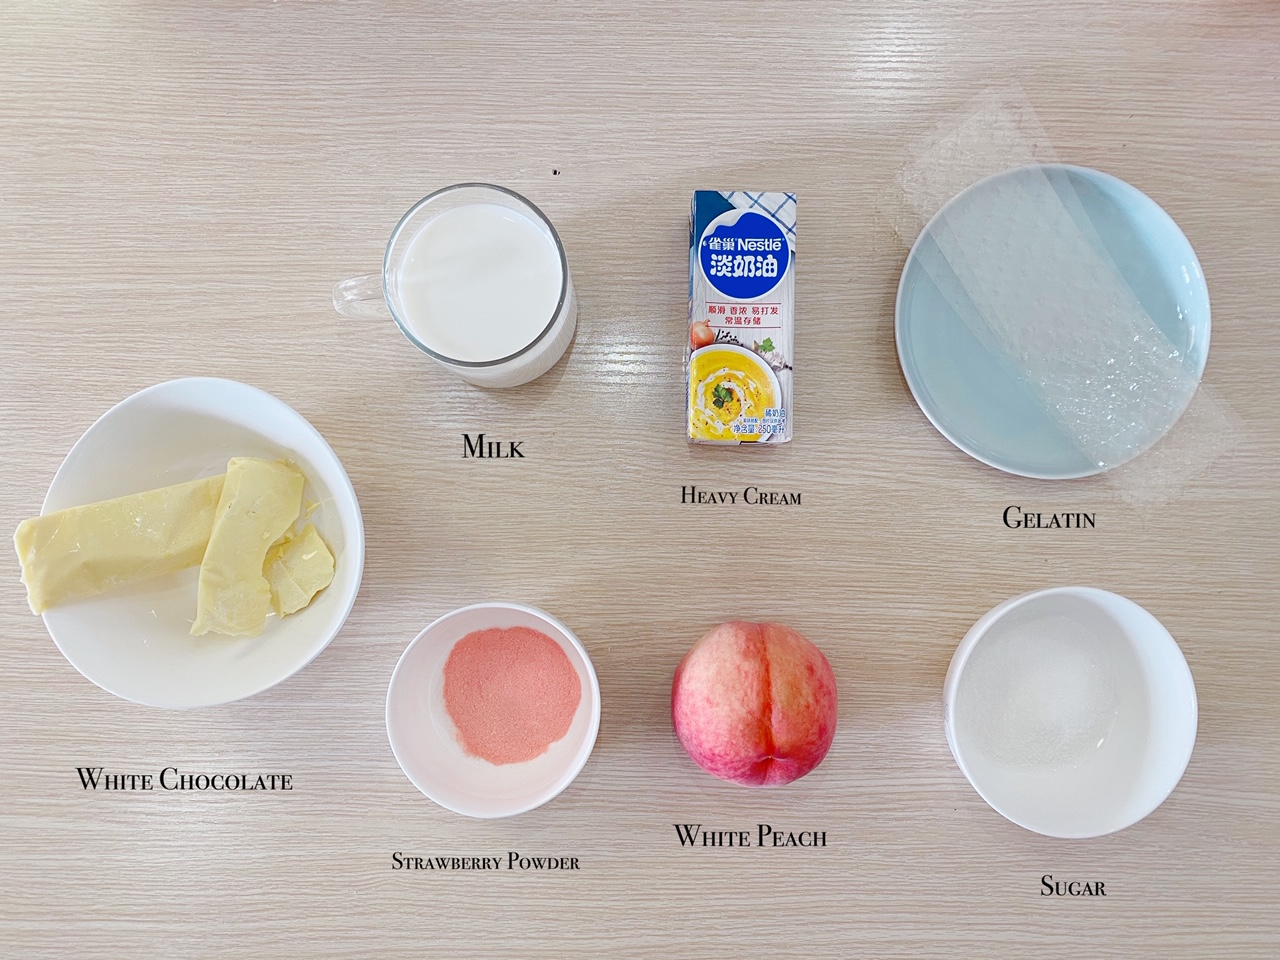 雀巢 Nestlé
淡奶油
顺滑 香浓 易打发
常温存储
稀奶油
净含量 250毫升
Milk
Heavy Cream
Gelatin
White Chocolate
Strawberry Powder
White Peach
Sugar